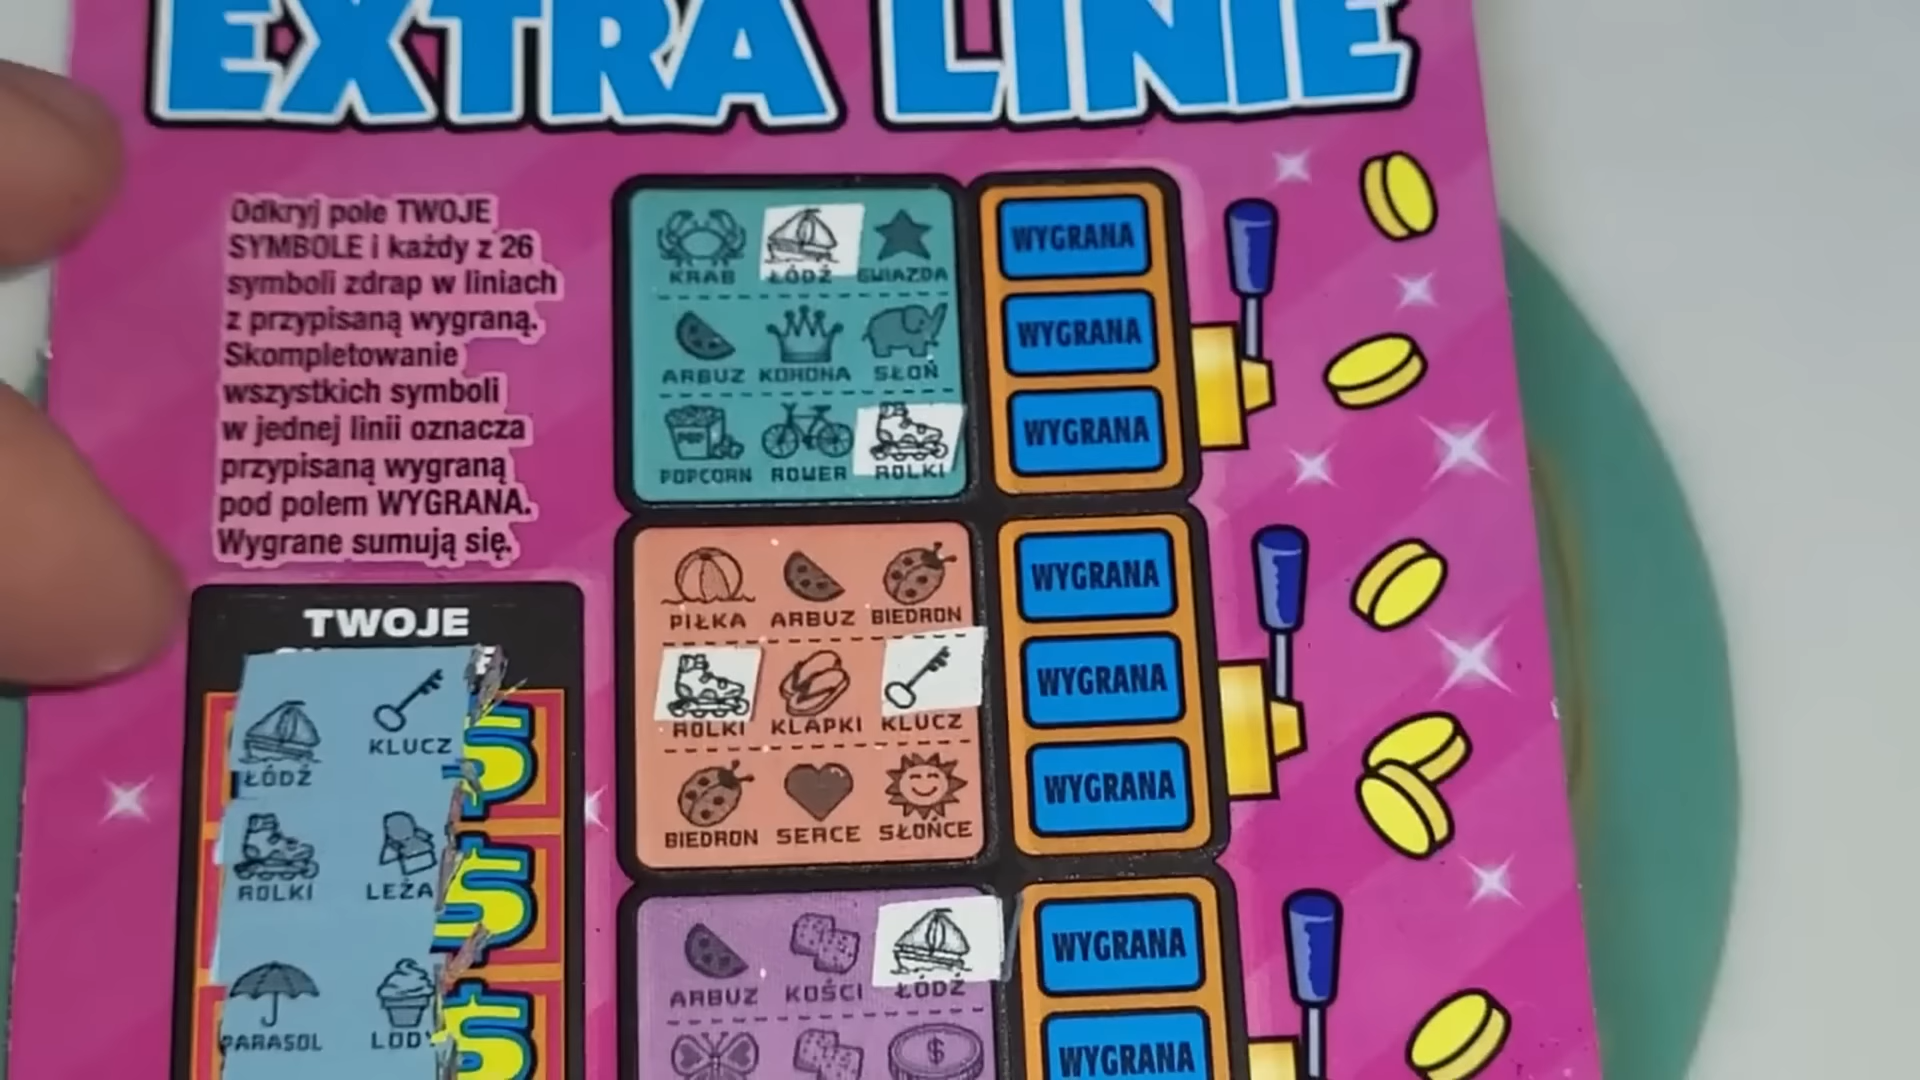 EXTRA LINIE
Odkryj pole TWOJE
SYMBOLE i każdy z 26
symboli zdrap w liniach
z przypisaną wygraną.
Skompletowanie
wszystkich symboli
w jednej linii oznacza
przypisaną wygraną
pod polem WYGRANA.
Wygrane sumują się.
KRAB ŁÓDŹ GWIAZDA
WYGRANA
ARBUZ KORONA SŁOŃ
WYGRANA
POP
POPCORN ROWER ROLKI
WYGRANA
PIŁKA ARBUZ BIEDRON
WYGRANA
ROLKI KLAPKI KLUCZ
WYGRANA
BIEDRON SERCE SŁOŃCE
WYGRANA
ARBUZ KOŚCI ŁÓDŹ
WYGRANA
$
WYGRANA
TWOJE
ŁÓDŹ KLUCZ
ROLKI LEŻA
PARASOL LODY